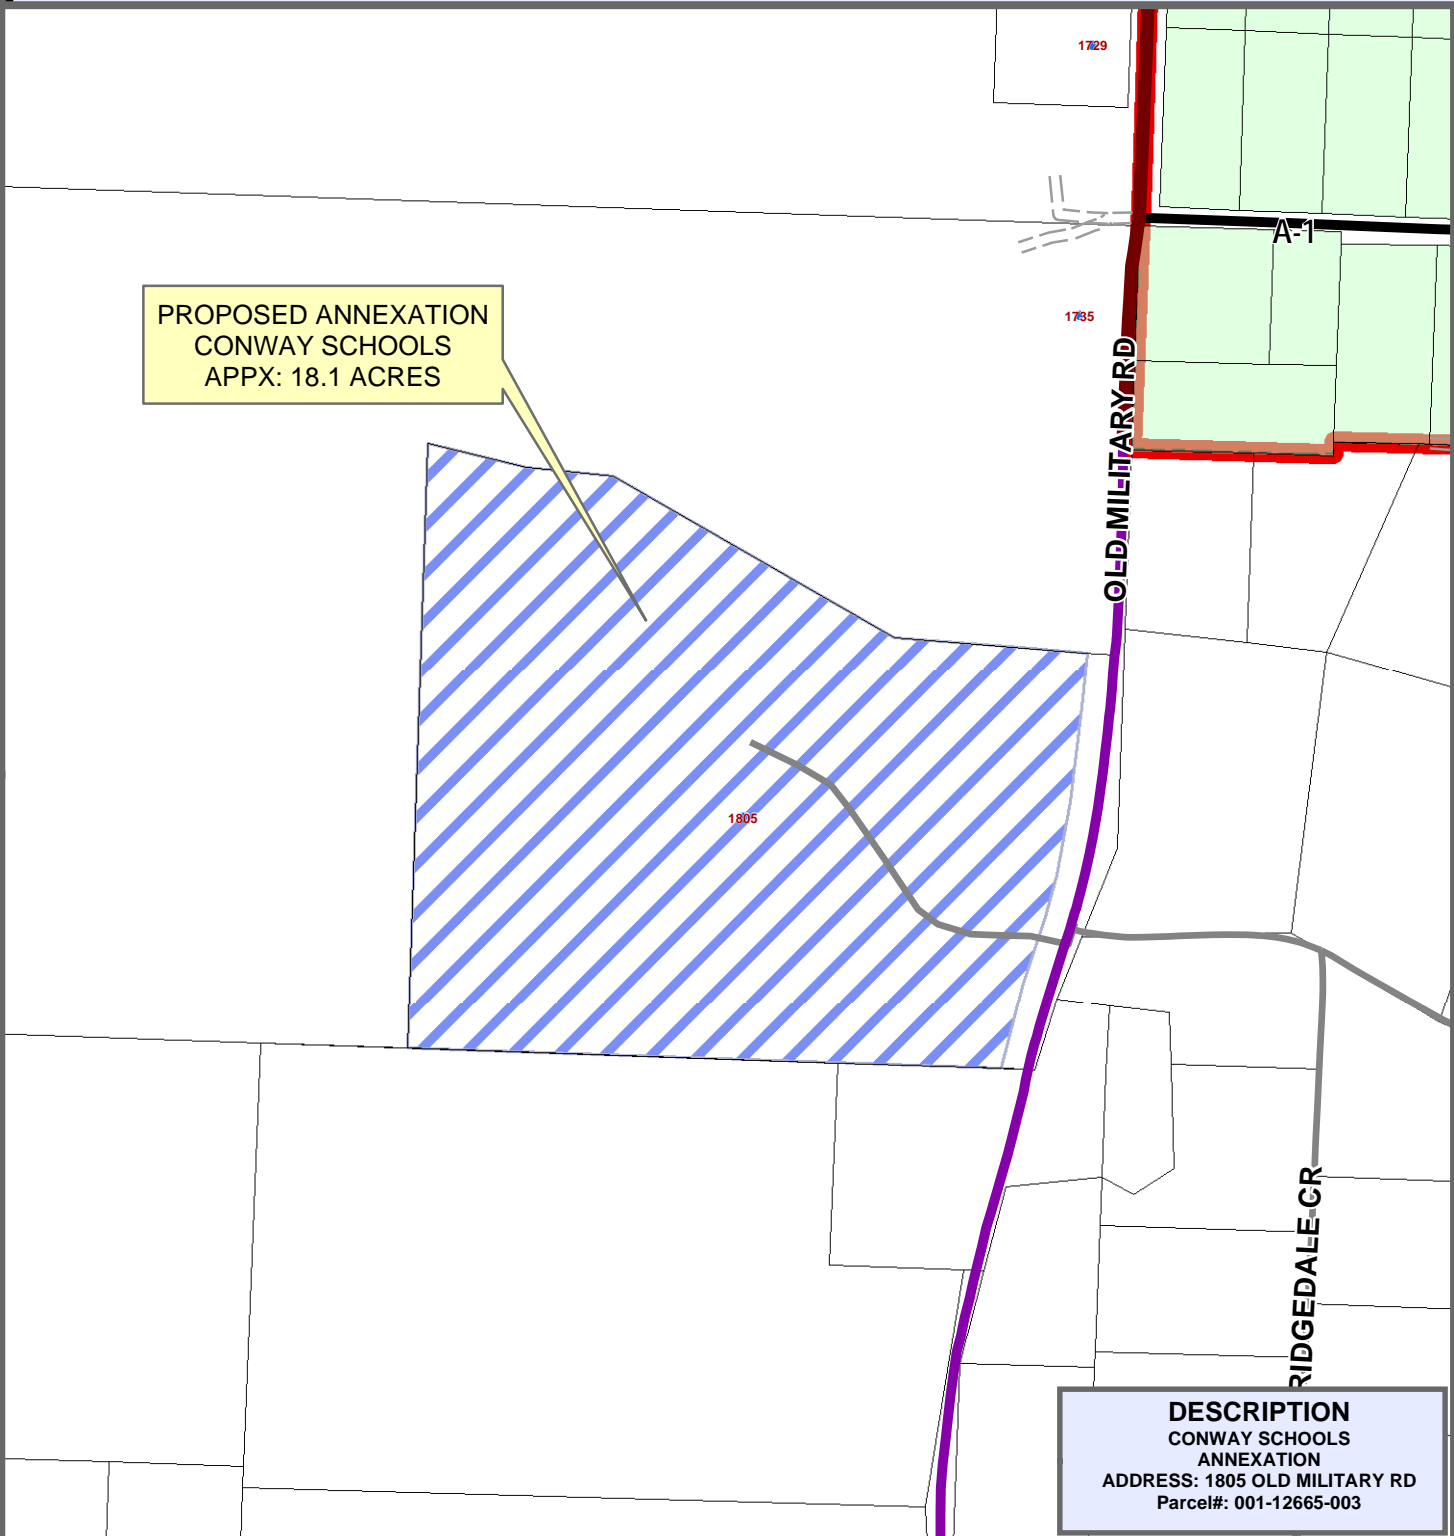 1729
A-1
1735
PROPOSED ANNEXATION
CONWAY SCHOOLS
APPX: 18.1 ACRES
OLD MILITARY RD
1805
RIDGEDALE CR
DESCRIPTION
CONWAY SCHOOLS
ANNEXATION
ADDRESS: 1805 OLD MILITARY RD
Parcel#: 001-12665-003